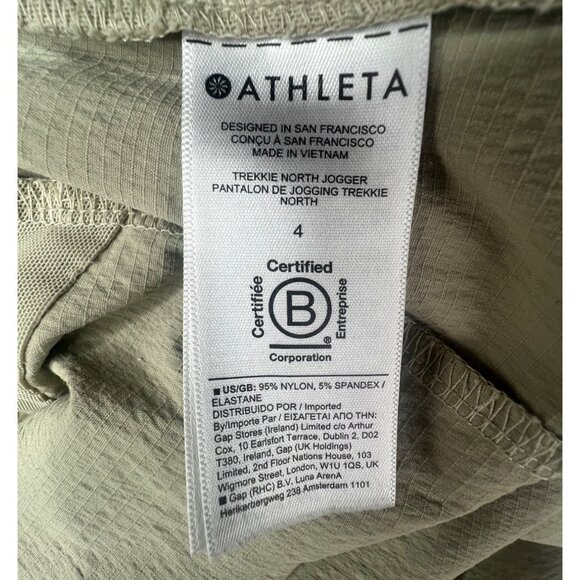 ATHLETA
DESIGNED IN SAN FRANCISCO
CONÇU À SAN FRANCISCO
MADE IN VIETNAM
TREKKIE NORTH JOGGER
PANTALON DE JOGGING TREKKIE
NORTH
4
Certified
Certifiée
B
Entreprise
Corporation
US/GB: 95% NYLON, 5% SPANDEX /
ELASTANE
DISTRIBUIDO POR / Imported
By/Importe Par / ΕΙΣΑΓΕΤΑΙ ΑΠΟ ΤΗΝ:
Gap Stores (Ireland) Limited c/o Arthur
Cox, 10 Earlsfort Terrace, Dublin 2, D02
T380, Ireland, Gap (UK Holdings)
Limited, 2nd Floor Nations House, 103
Wigmore Street, London, W1U 1QS, UK
Gap (RHC) B.V. Luna ArenA
Herikerbergweg 238 Amsterdam 1101